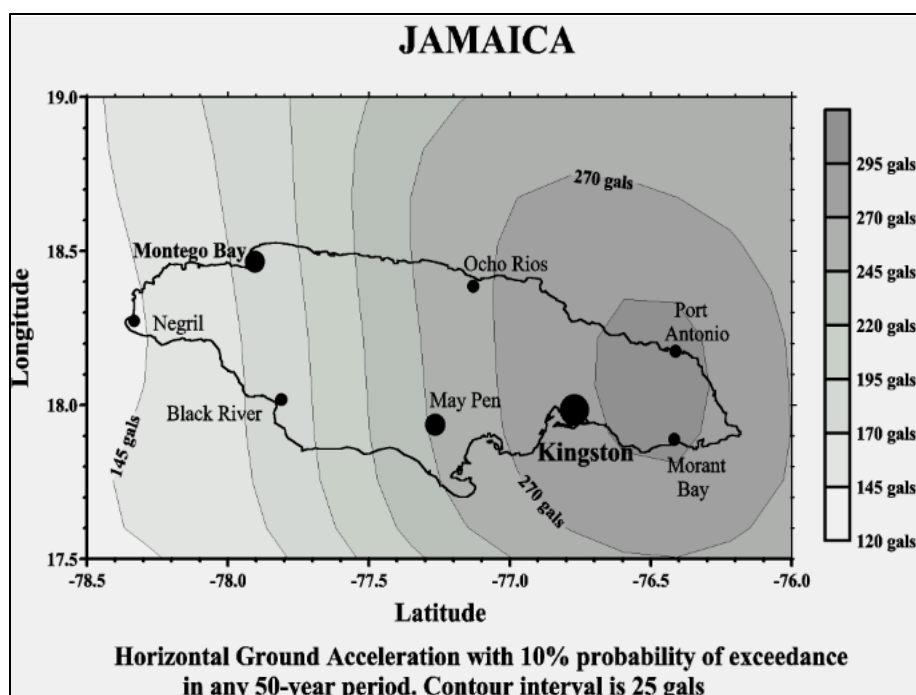 JAMAICA
19.0
18.5
18.0
17.5
-78.5
-78.0
-77.5
-77.0
-76.5
-76.0
Longitude
Latitude
270 gals
Montego Bay
Ocho Rios
Negril
Port
Antonio
Black River
May Pen
Kingston
Morant
Bay
145 gals
270 gals
295 gals
270 gals
245 gals
220 gals
195 gals
170 gals
145 gals
120 gals
Horizontal Ground Acceleration with 10% probability of exceedance
in any 50-year period. Contour interval is 25 gals